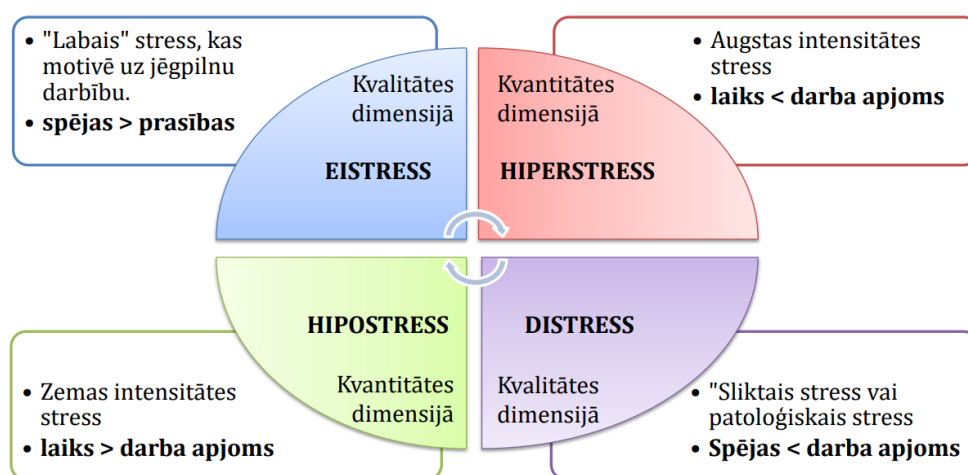 • "Labais" stress, kas
motivē uz jēgpilnu
darbību.
• spējas > prasības
Kvalitātes
dimensijā
EISTRESS
Kvantitātes
dimensijā
HIPERSTRESS
• Augstas intensitātes
stress
• laiks < darba apjoms
• Zemas intensitātes
stress
• laiks > darba apjoms
HIPOSTRESS
Kvantitātes
dimensijā
DISTRESS
Kvalitātes
dimensijā
• "Sliktais stress vai
patoloģiskais stress
• Spējas < darba apjoms